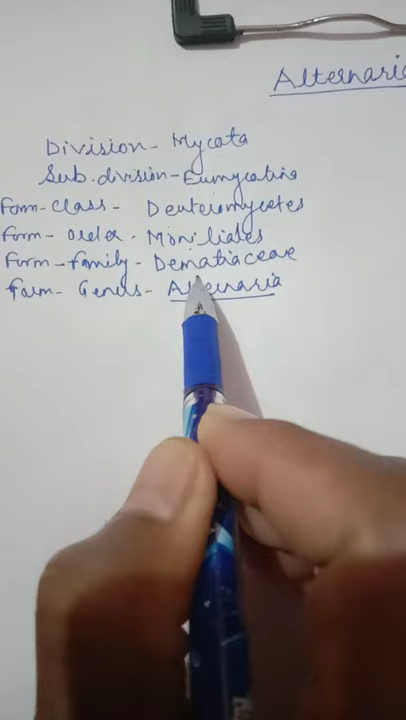 Alternaria
Division - Mycota
Sub.division - Eumycotina
Form - Class - Deuteromycetes
Form - Order - Moniliales
Form - family - Dematiaceae
Form - Genus - Alternaria